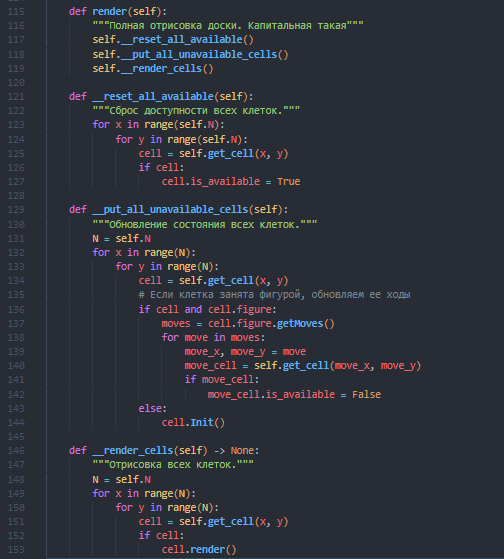 115 def render(self):
116 """Полная отрисовка доски. Капитальная такая"""
117 self.__reset_all_available()
118 self.__put_all_unavailable_cells()
119 self.__render_cells()
120
121 def __reset_all_available(self):
122 """Сброс доступности всех клеток."""
123 for x in range(self.N):
124 for y in range(self.N):
125 cell = self.get_cell(x, y)
126 if cell:
127 cell.is_available = True
128
129 def __put_all_unavailable_cells(self):
130 """Обновление состояния всех клеток."""
131 N = self.N
132 for x in range(N):
133 for y in range(N):
134 cell = self.get_cell(x, y)
135 # Если клетка занята фигурой, обновляем ее ходы
136 if cell and cell.figure:
137 moves = cell.figure.getMoves()
138 for move in moves:
139 move_x, move_y = move
140 move_cell = self.get_cell(move_x, move_y)
141 if move_cell:
142 move_cell.is_available = False
143 else:
144 cell.Init()
145
146 def __render_cells(self) -> None:
147 """Отрисовка всех клеток."""
148 N = self.N
149 for x in range(N):
150 for y in range(N):
151 cell = self.get_cell(x, y)
152 if cell:
153 cell.render()